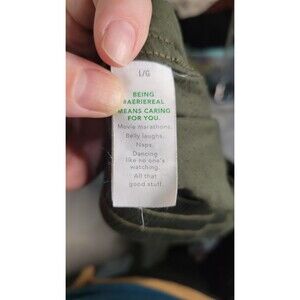 L/G
BEING
#AERIEREAL
MEANS CARING
FOR YOU.
Movie marathons.
Belly laughs.
Naps.
Dancing
like no one's
watching.
All that
good stuff.